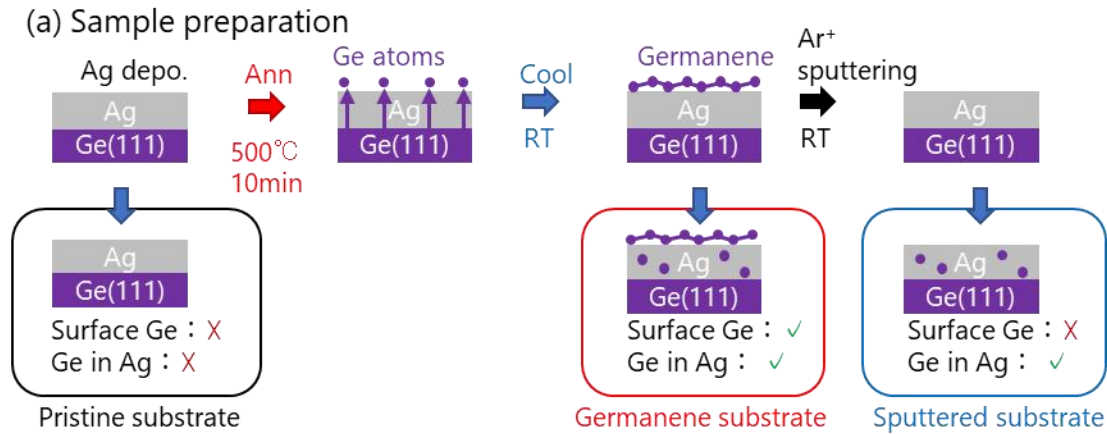 (a) Sample preparation
Ag depo.
Ag
Ge(111)
Ann
500℃
10min
Ge atoms
Ag
Ge(111)
Cool
RT
Germanene
Ag
Ge(111)
Ar⁺
sputtering
RT
Ag
Ge(111)
Ag
Ge(111)
Surface Ge：X
Ge in Ag：X
Pristine substrate
Ag
Ge(111)
Surface Ge：✓
Ge in Ag：✓
Germanene substrate
Ag
Ge(111)
Surface Ge：X
Ge in Ag：✓
Sputtered substrate